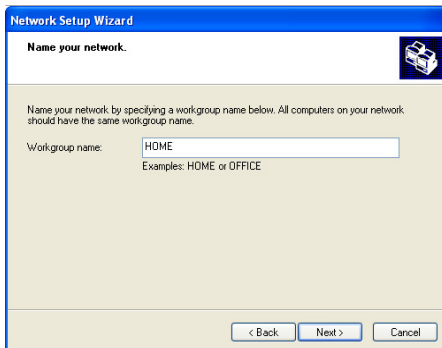 Network Setup Wizard
Name your network.
Name your network by specifying a workgroup name below. All computers on your network
should have the same workgroup name.
Workgroup name: HOME
Examples: HOME or OFFICE
< Back Next > Cancel